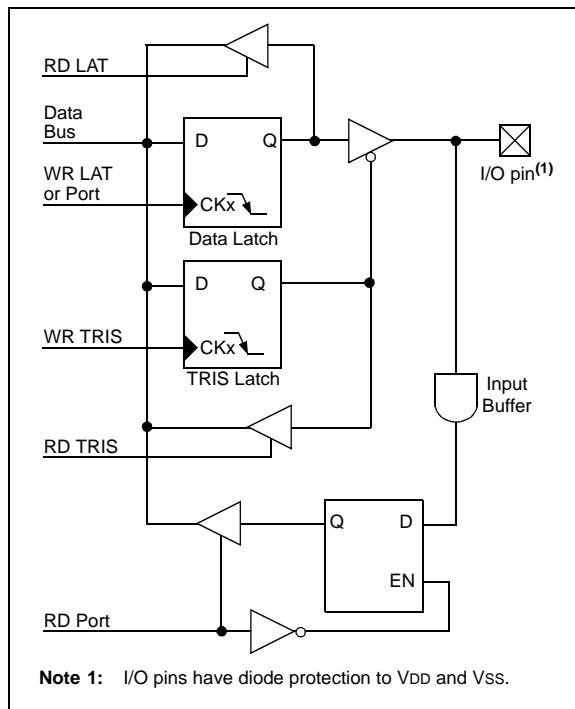 RD LAT
Data
Bus
D Q
WR LAT
or Port
CKx
I/O pin(1)
Data Latch
D Q
WR TRIS
CKx
TRIS Latch
Input
Buffer
RD TRIS
Q D
EN
RD Port
Note 1: I/O pins have diode protection to VDD and VSS.